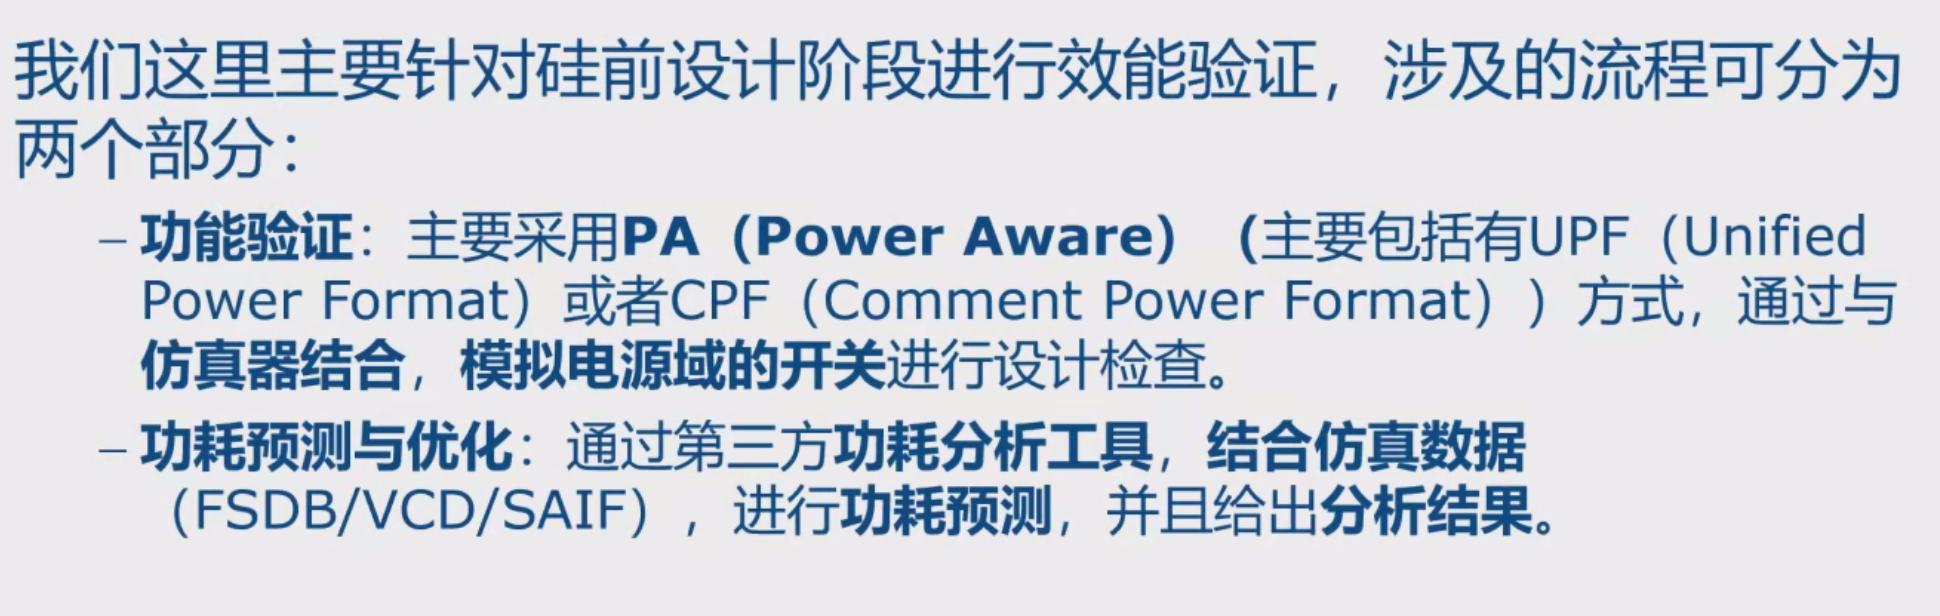 我们这里主要针对硅前设计阶段进行效能验证，涉及的流程可分为
两个部分：
– 功能验证：主要采用PA（Power Aware）（主要包括有UPF（Unified
Power Format）或者CPF（Comment Power Format））方式，通过与
仿真器结合，模拟电源域的开关进行设计检查。
– 功耗预测与优化：通过第三方功耗分析工具，结合仿真数据
（FSDB/VCD/SAIF），进行功耗预测，并且给出分析结果。